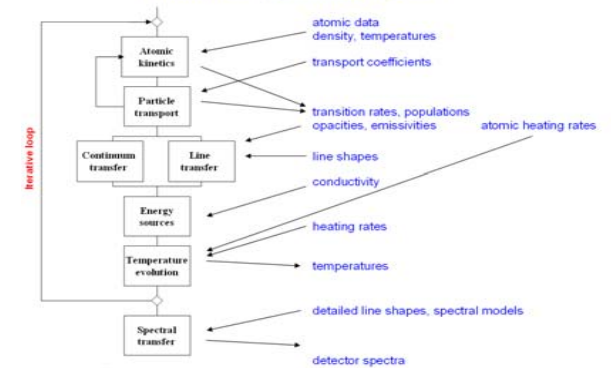 atomic data
density, temperatures
Atomic
kinetics
transport coefficients
Particle
transport
transition rates, populations
opacities, emissivities
atomic heating rates
Continuum
transfer
Line
transfer
line shapes
Iterative loop
conductivity
Energy
sources
heating rates
Temperature
evolution
temperatures
detailed line shapes, spectral models
Spectral
transfer
detector spectra